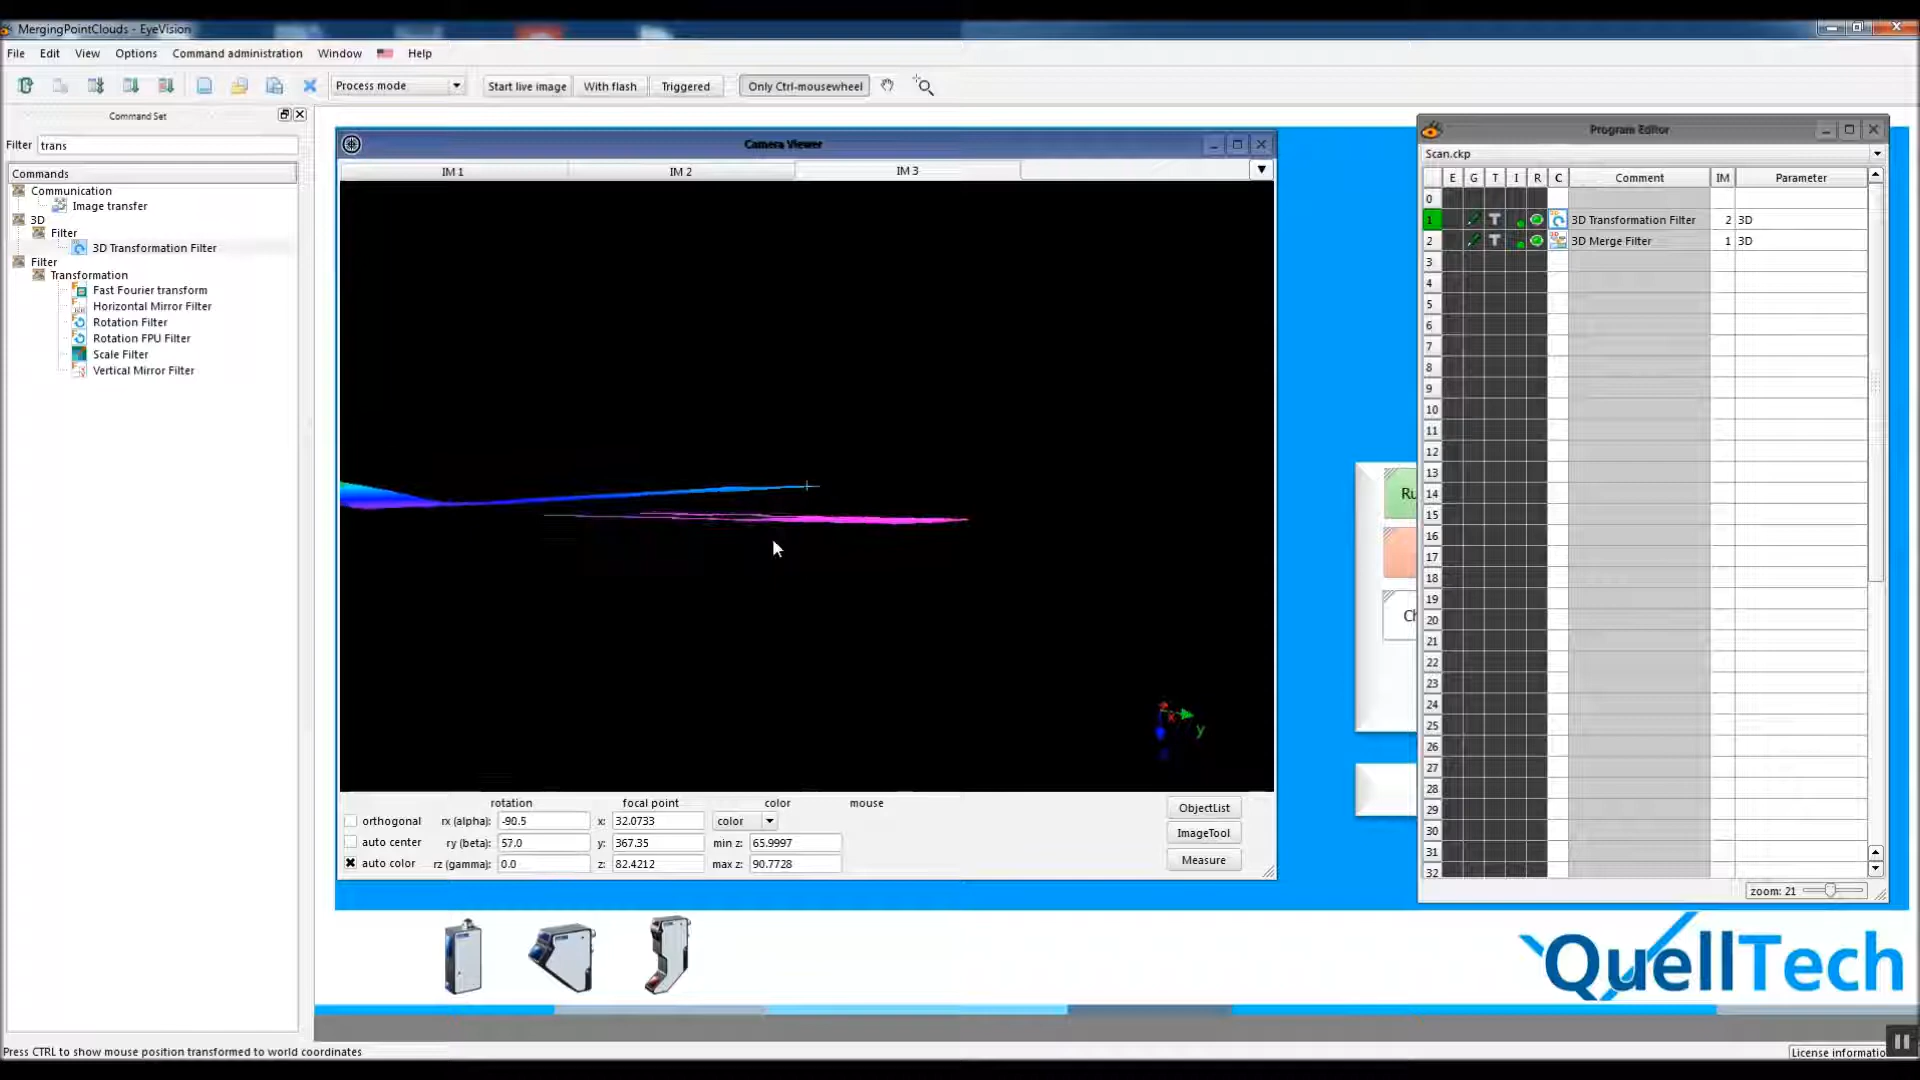 MergingPointClouds - EyeVision
File Edit View Options Command administration Window Help
Process mode Start live image With flash Triggered Only Ctrl-mousewheel
Command Set
Filter trans
Commands
Communication
Image transfer
3D
Filter
3D Transformation Filter
Filter
Transformation
Fast Fourier transform
Horizontal Mirror Filter
Rotation Filter
Rotation FPU Filter
Scale Filter
Vertical Mirror Filter
Camera Viewer
IM 1 IM 2 IM 3
x
y
rotation focal point color mouse
orthogonal rx (alpha): -90.5 x: 32.0733 color
auto center ry (beta): 57.0 y: 367.35 min z: 65.9997
auto color rz (gamma): 0.0 z: 82.4212 max z: 90.7728
ObjectList
ImageTool
Measure
Ru
Ch
Program Editor
Scan.ckp
E G T I R C Comment IM Parameter
0
1 T 3D Transformation Filter 2 3D
2 T 3D Merge Filter 1 3D
3
4
5
6
7
8
9
10
11
12
13
14
15
16
17
18
19
20
21
22
23
24
25
26
27
28
29
30
31
32
zoom: 21
QuellTech
Press CTRL to show mouse position transformed to world coordinates
License informatio